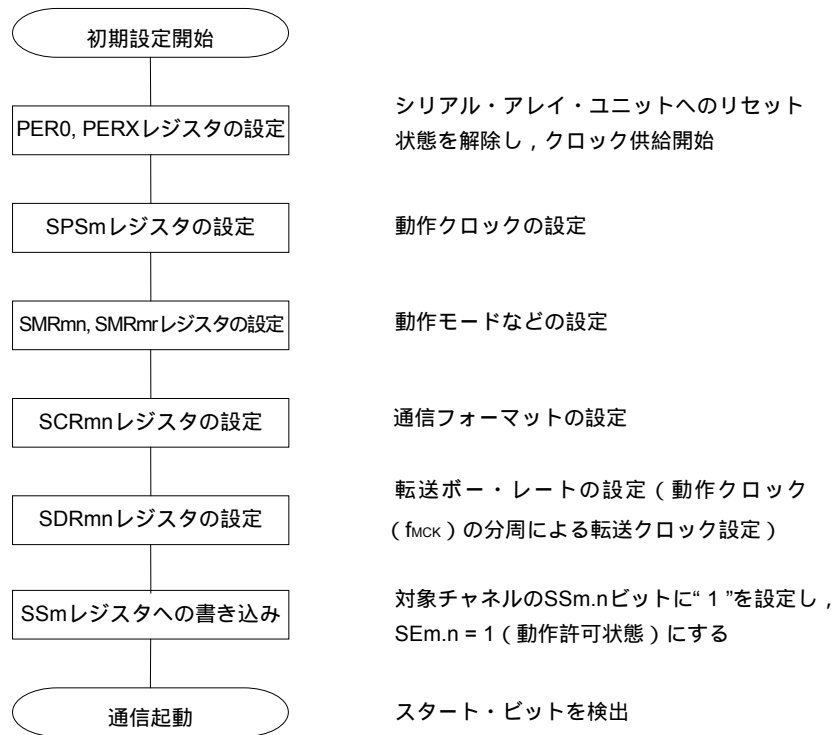 初期設定開始
PER0, PERXレジスタの設定
シリアル・アレイ・ユニットへのリセット
状態を解除し，クロック供給開始
SPSmレジスタの設定
動作クロックの設定
SMRmn, SMRmrレジスタの設定
動作モードなどの設定
SCRmnレジスタの設定
通信フォーマットの設定
SDRmnレジスタの設定
転送ボー・レートの設定（動作クロック
（fMCK）の分周による転送クロック設定）
SSmレジスタへの書き込み
対象チャネルのSSm.nビットに“1”を設定し，
SEm.n = 1（動作許可状態）にする
通信起動
スタート・ビットを検出